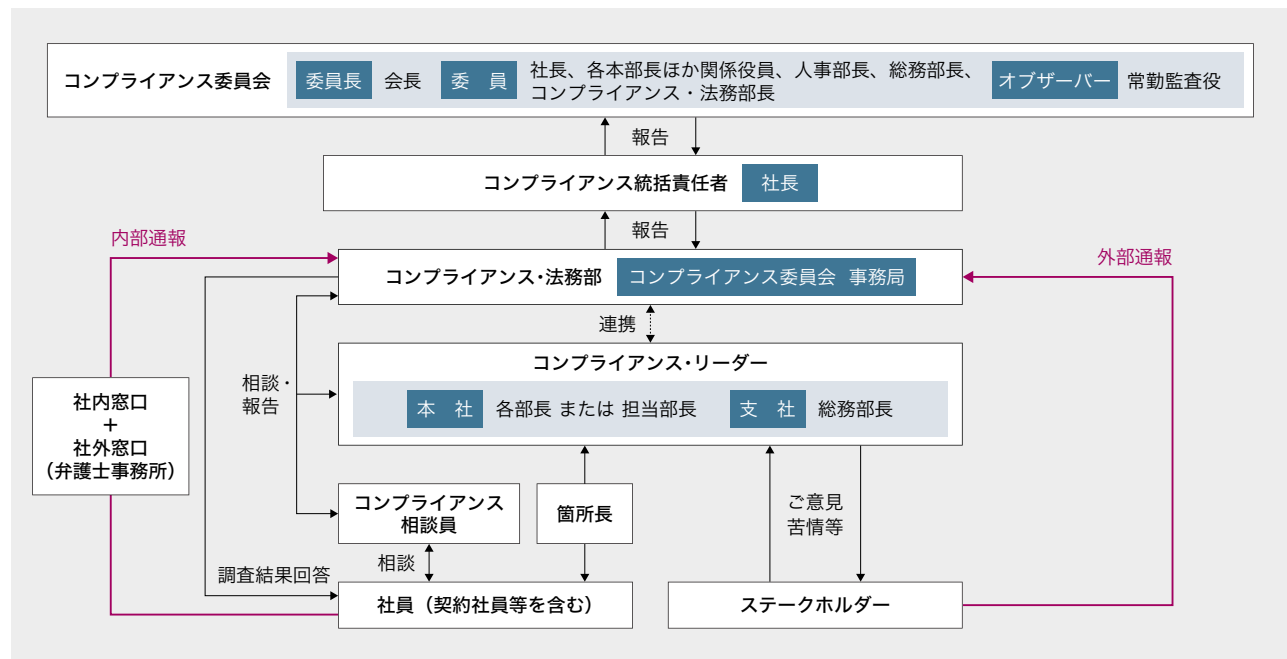 コンプライアンス委員会
委員長 会長 委 員 社長、各本部長ほか関係役員、人事部長、総務部長、
コンプライアンス・法務部長
オブザーバー 常勤監査役
報告
コンプライアンス統括責任者 社長
報告
内部通報
外部通報
コンプライアンス・法務部 コンプライアンス委員会 事務局
連携
コンプライアンス・リーダー
本 社 各部長 または 担当部長 支 社 総務部長
相談・
報告
社内窓口
+
社外窓口
（弁護士事務所）
コンプライアンス
相談員
箇所長
ご意見
苦情等
相談
調査結果回答
社員（契約社員等を含む）
ステークホルダー